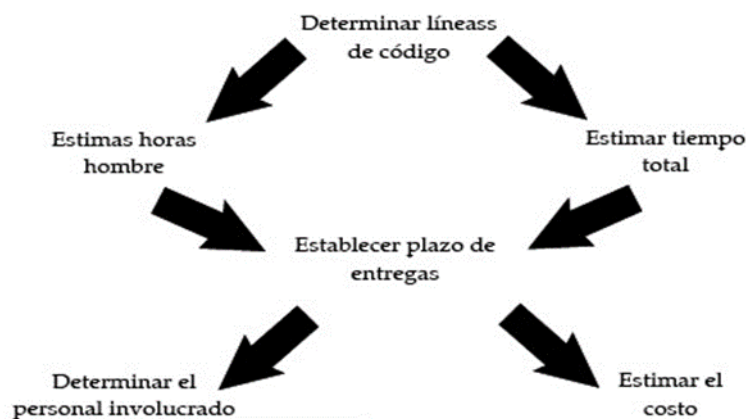 Determinar líneass
de código
Estimas horas
hombre
Estimar tiempo
total
Establecer plazo de
entregas
Determinar el
personal involucrado
Estimar el
costo